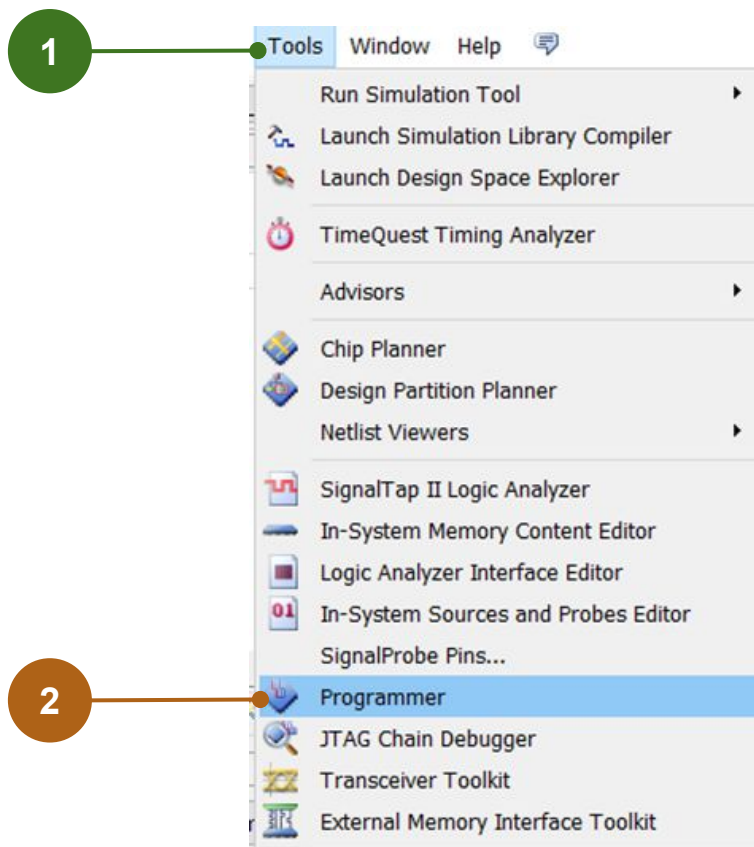 1
Tools Window Help
Run Simulation Tool
Launch Simulation Library Compiler
Launch Design Space Explorer
TimeQuest Timing Analyzer
Advisors
Chip Planner
Design Partition Planner
Netlist Viewers
SignalTap II Logic Analyzer
In-System Memory Content Editor
Logic Analyzer Interface Editor
01 In-System Sources and Probes Editor
SignalProbe Pins...
2 Programmer
JTAG Chain Debugger
Transceiver Toolkit
External Memory Interface Toolkit